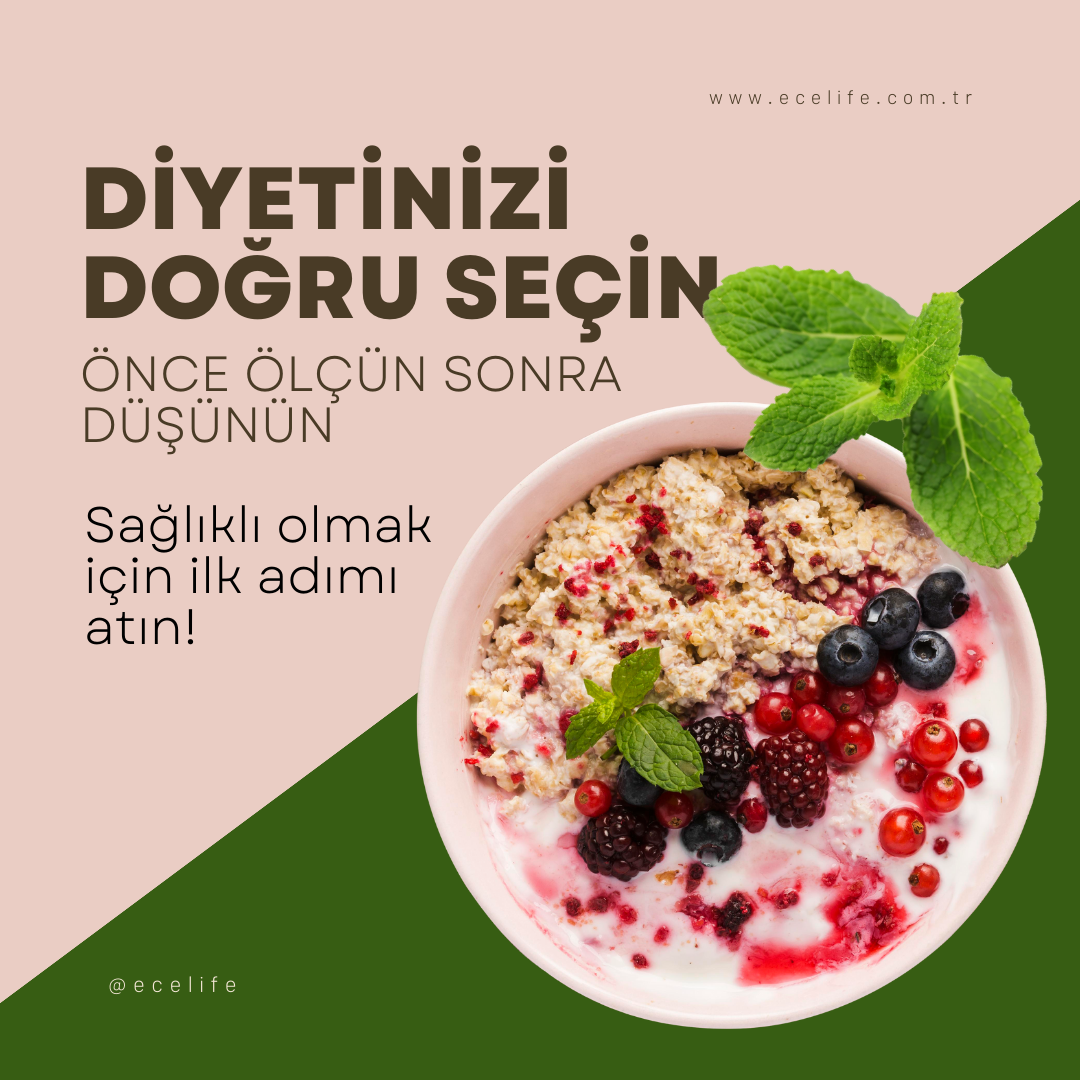 www.ecelife.com.tr
DİYETİNİZİ
DOĞRU SEÇİN
ÖNCE ÖLÇÜN SONRA
DÜŞÜNÜN
Sağlıklı olmak
için ilk adımı
atın!
@ecelife